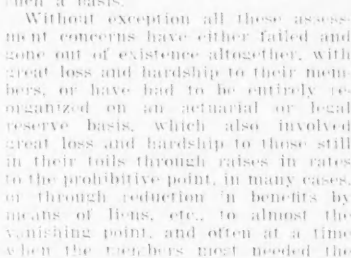 such a basis.
Without exception all these assess-
ment concerns have either failed and
gone out of existence altogether, with
great loss and hardship to their mem-
bers, or have had to be entirely re-
organized on an actuarial or legal
reserve basis, which also involved
great loss and hardship to those still
in their toils through raises in rates
to the prohibitive point, in many cases,
or through reduction in benefits by
means of liens, etc., to almost the
vanishing point, and often at a time
when the members most needed the